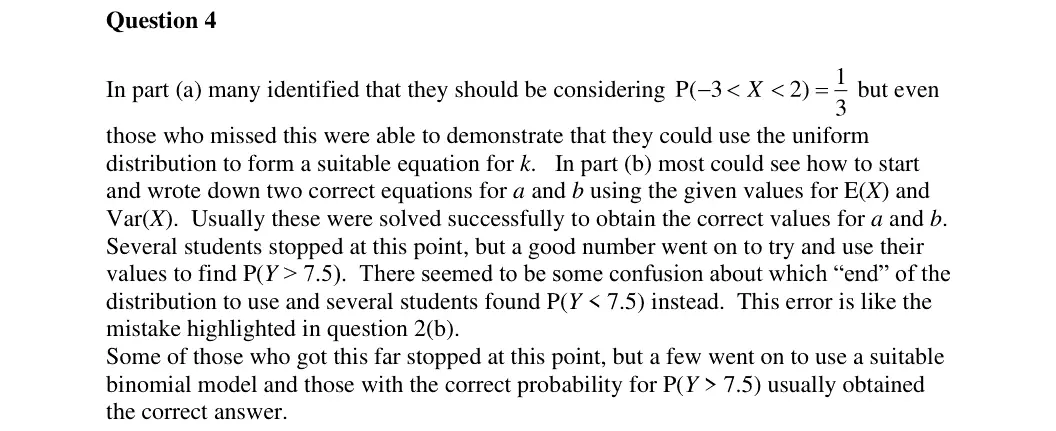 Question 4
In part (a) many identified that they should be considering P(−3 < X < 2) = 1/3 but even
those who missed this were able to demonstrate that they could use the uniform
distribution to form a suitable equation for k. In part (b) most could see how to start
and wrote down two correct equations for a and b using the given values for E(X) and
Var(X). Usually these were solved successfully to obtain the correct values for a and b.
Several students stopped at this point, but a good number went on to try and use their
values to find P(Y > 7.5). There seemed to be some confusion about which “end” of the
distribution to use and several students found P(Y < 7.5) instead. This error is like the
mistake highlighted in question 2(b).
Some of those who got this far stopped at this point, but a few went on to use a suitable
binomial model and those with the correct probability for P(Y > 7.5) usually obtained
the correct answer.